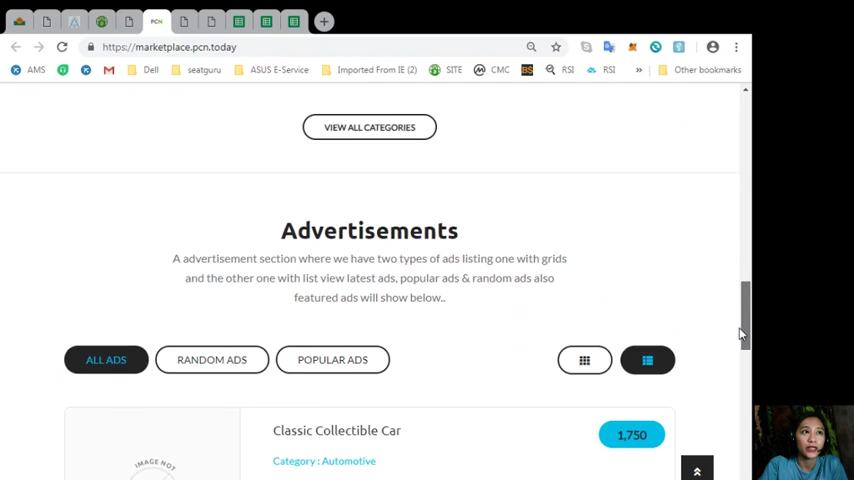 PCN
https://marketplace.pcn.today
AMS
Dell
seatguru
ASUS E-Service
Imported From IE (2)
SITE
CMC
BS
RSI
RSI
»
Other bookmarks
VIEW ALL CATEGORIES
Advertisements
A advertisement section where we have two types of ads listing one with grids
and the other one with list view latest ads, popular ads & random ads also
featured ads will show below..
ALL ADS
RANDOM ADS
POPULAR ADS
Classic Collectible Car
1,750
Category : Automotive
IMAGE NOT